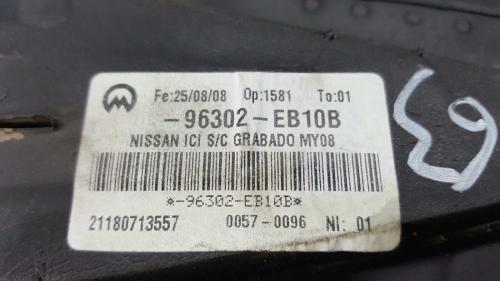 Fe:25/08/08 Op:1581 To:01
-96302-EB10B
NISSAN ICI S/C GRABADO MY08
*-96302-EB10B*
21180713557 0057-0096 NI: 01